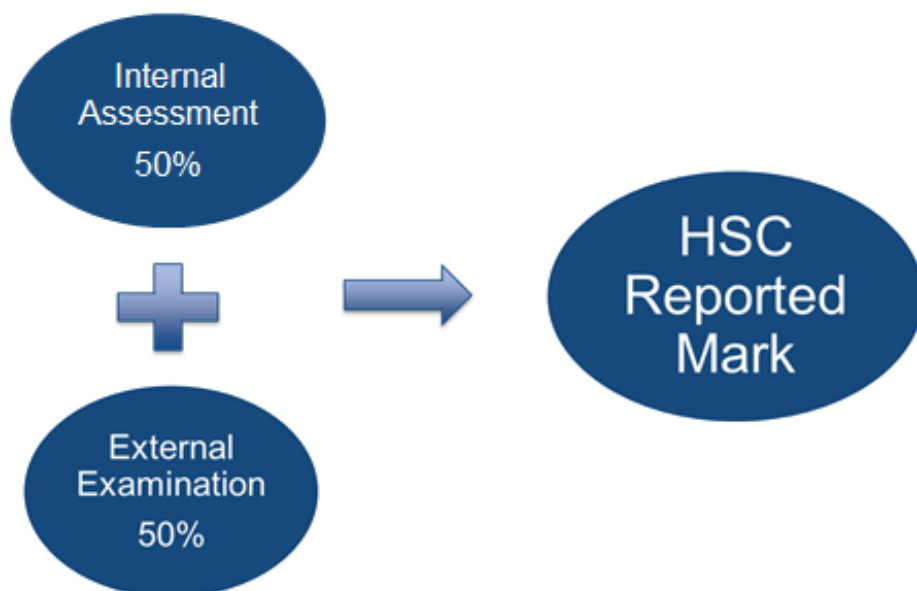 Internal
Assessment
50%
External
Examination
50%
HSC
Reported
Mark